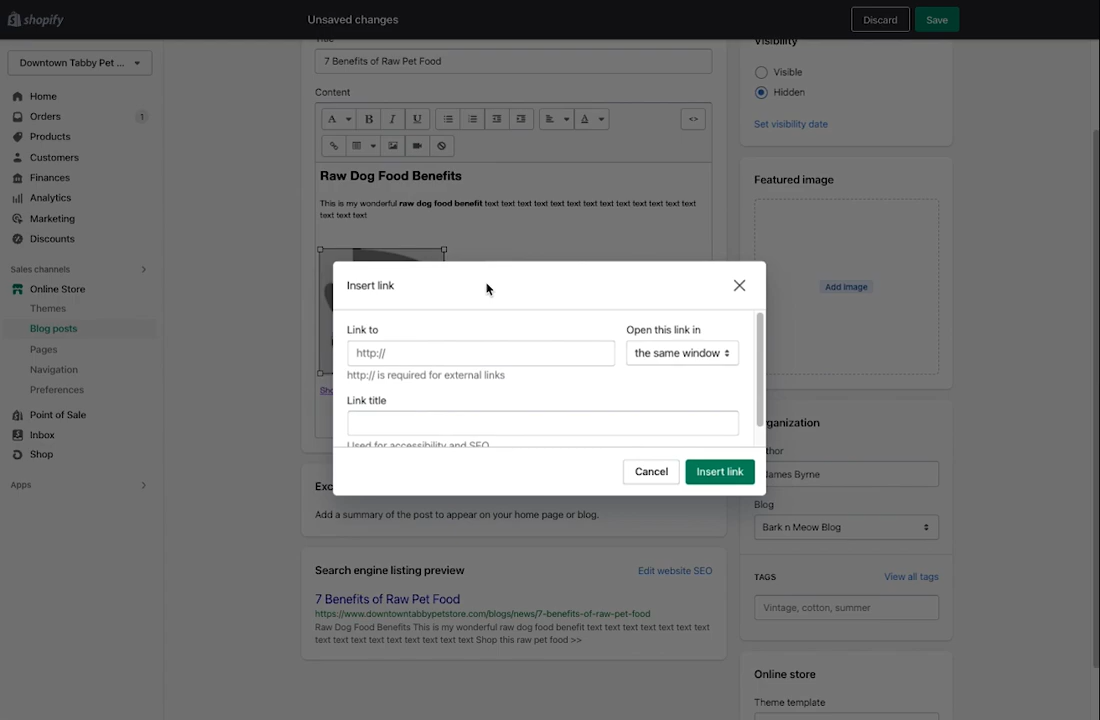 shopify
Unsaved changes
Discard
Save
Downtown Tabby Pet ...
Home
Orders
1
Products
Customers
Finances
Analytics
Marketing
Discounts
Sales channels
Online Store
Themes
Blog posts
Pages
Navigation
Preferences
Point of Sale
Inbox
Shop
Apps
7 Benefits of Raw Pet Food
Content
A
B
I
U
A
<>
Raw Dog Food Benefits
This is my wonderful raw dog food benefit text text text text text text text text text text text text text
text text text
Insert link
Link to
Open this link in
http://
the same window
http:// is required for external links
Link title
Used for accessibility and SEO
Cancel
Insert link
Add a summary of the post to appear on your home page or blog.
Search engine listing preview
Edit website SEO
7 Benefits of Raw Pet Food
https://www.downtowntabbypetstore.com/blogs/news/7-benefits-of-raw-pet-food
Raw Dog Food Benefits This is my wonderful raw dog food benefit text text text text text text text
text text text text text text text text text Shop this raw pet food >>
Visibility
Visible
Hidden
Set visibility date
Featured image
Add image
James Byrne
Blog
Bark n Meow Blog
TAGS
View all tags
Vintage, cotton, summer
Online store
Theme template